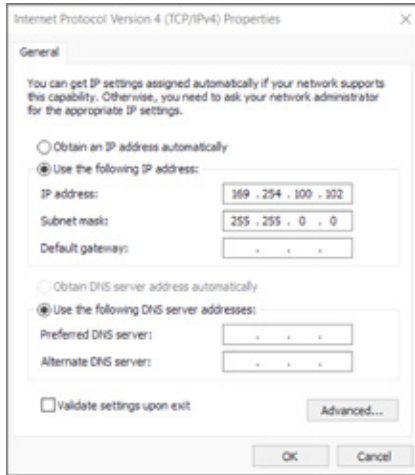 Internet Protocol Version 4 (TCP/IPv4) Properties
General
You can get IP settings assigned automatically if your network supports
this capability. Otherwise, you need to ask your network administrator
for the appropriate IP settings.
Obtain an IP address automatically
Use the following IP address:
IP address: 169 . 254 . 100 . 102
Subnet mask: 255 . 255 . 0 . 0
Default gateway: . . .
Obtain DNS server address automatically
Use the following DNS server addresses:
Preferred DNS server: . . .
Alternate DNS server: . . .
Validate settings upon exit
Advanced...
OK Cancel